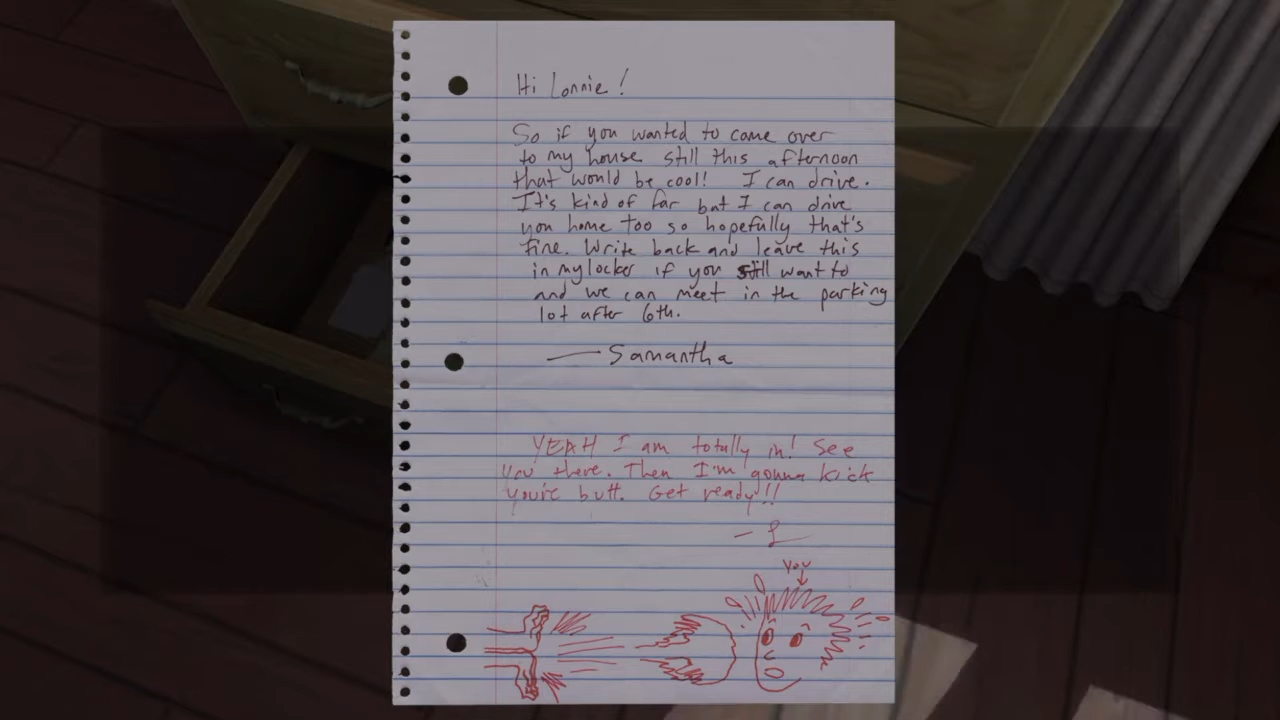 Hi Lonnie!
So if you wanted to come over
to my house still this afternoon
that would be cool! I can drive.
It's kind of far but I can drive
you home too so hopefully that's
fine. Write back and leave this
in my locker if you still want to
and we can meet in the parking
lot after 6th.
— Samantha
YEAH I am totally in! See
you there. Then I'm gonna kick
you're butt. Get ready!!
- L
you